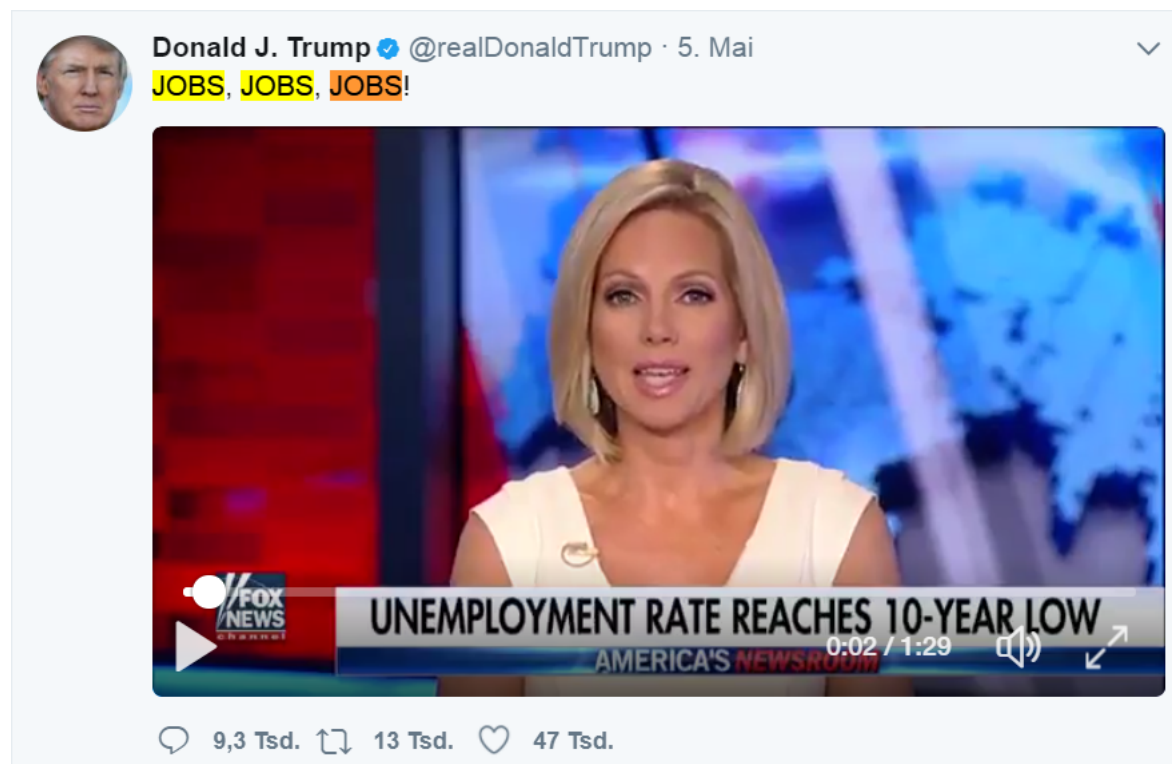 Donald J. Trump @realDonaldTrump · 5. Mai
JOBS, JOBS, JOBS!
FOX
NEWS
channel
UNEMPLOYMENT RATE REACHES 10-YEAR LOW
0:02 / 1:29
AMERICA'S NEWSROOM
9,3 Tsd. 13 Tsd. 47 Tsd.